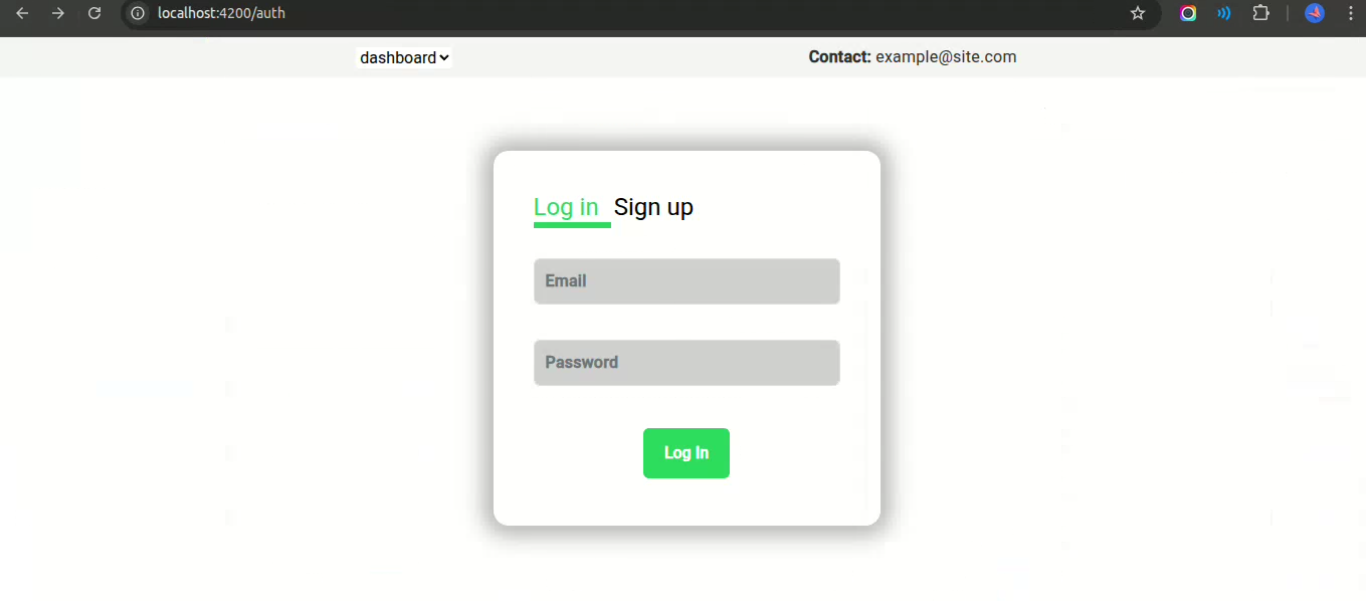 localhost:4200/auth
dashboard Contact: example@site.com
Log in Sign up
Email
Password
Log In